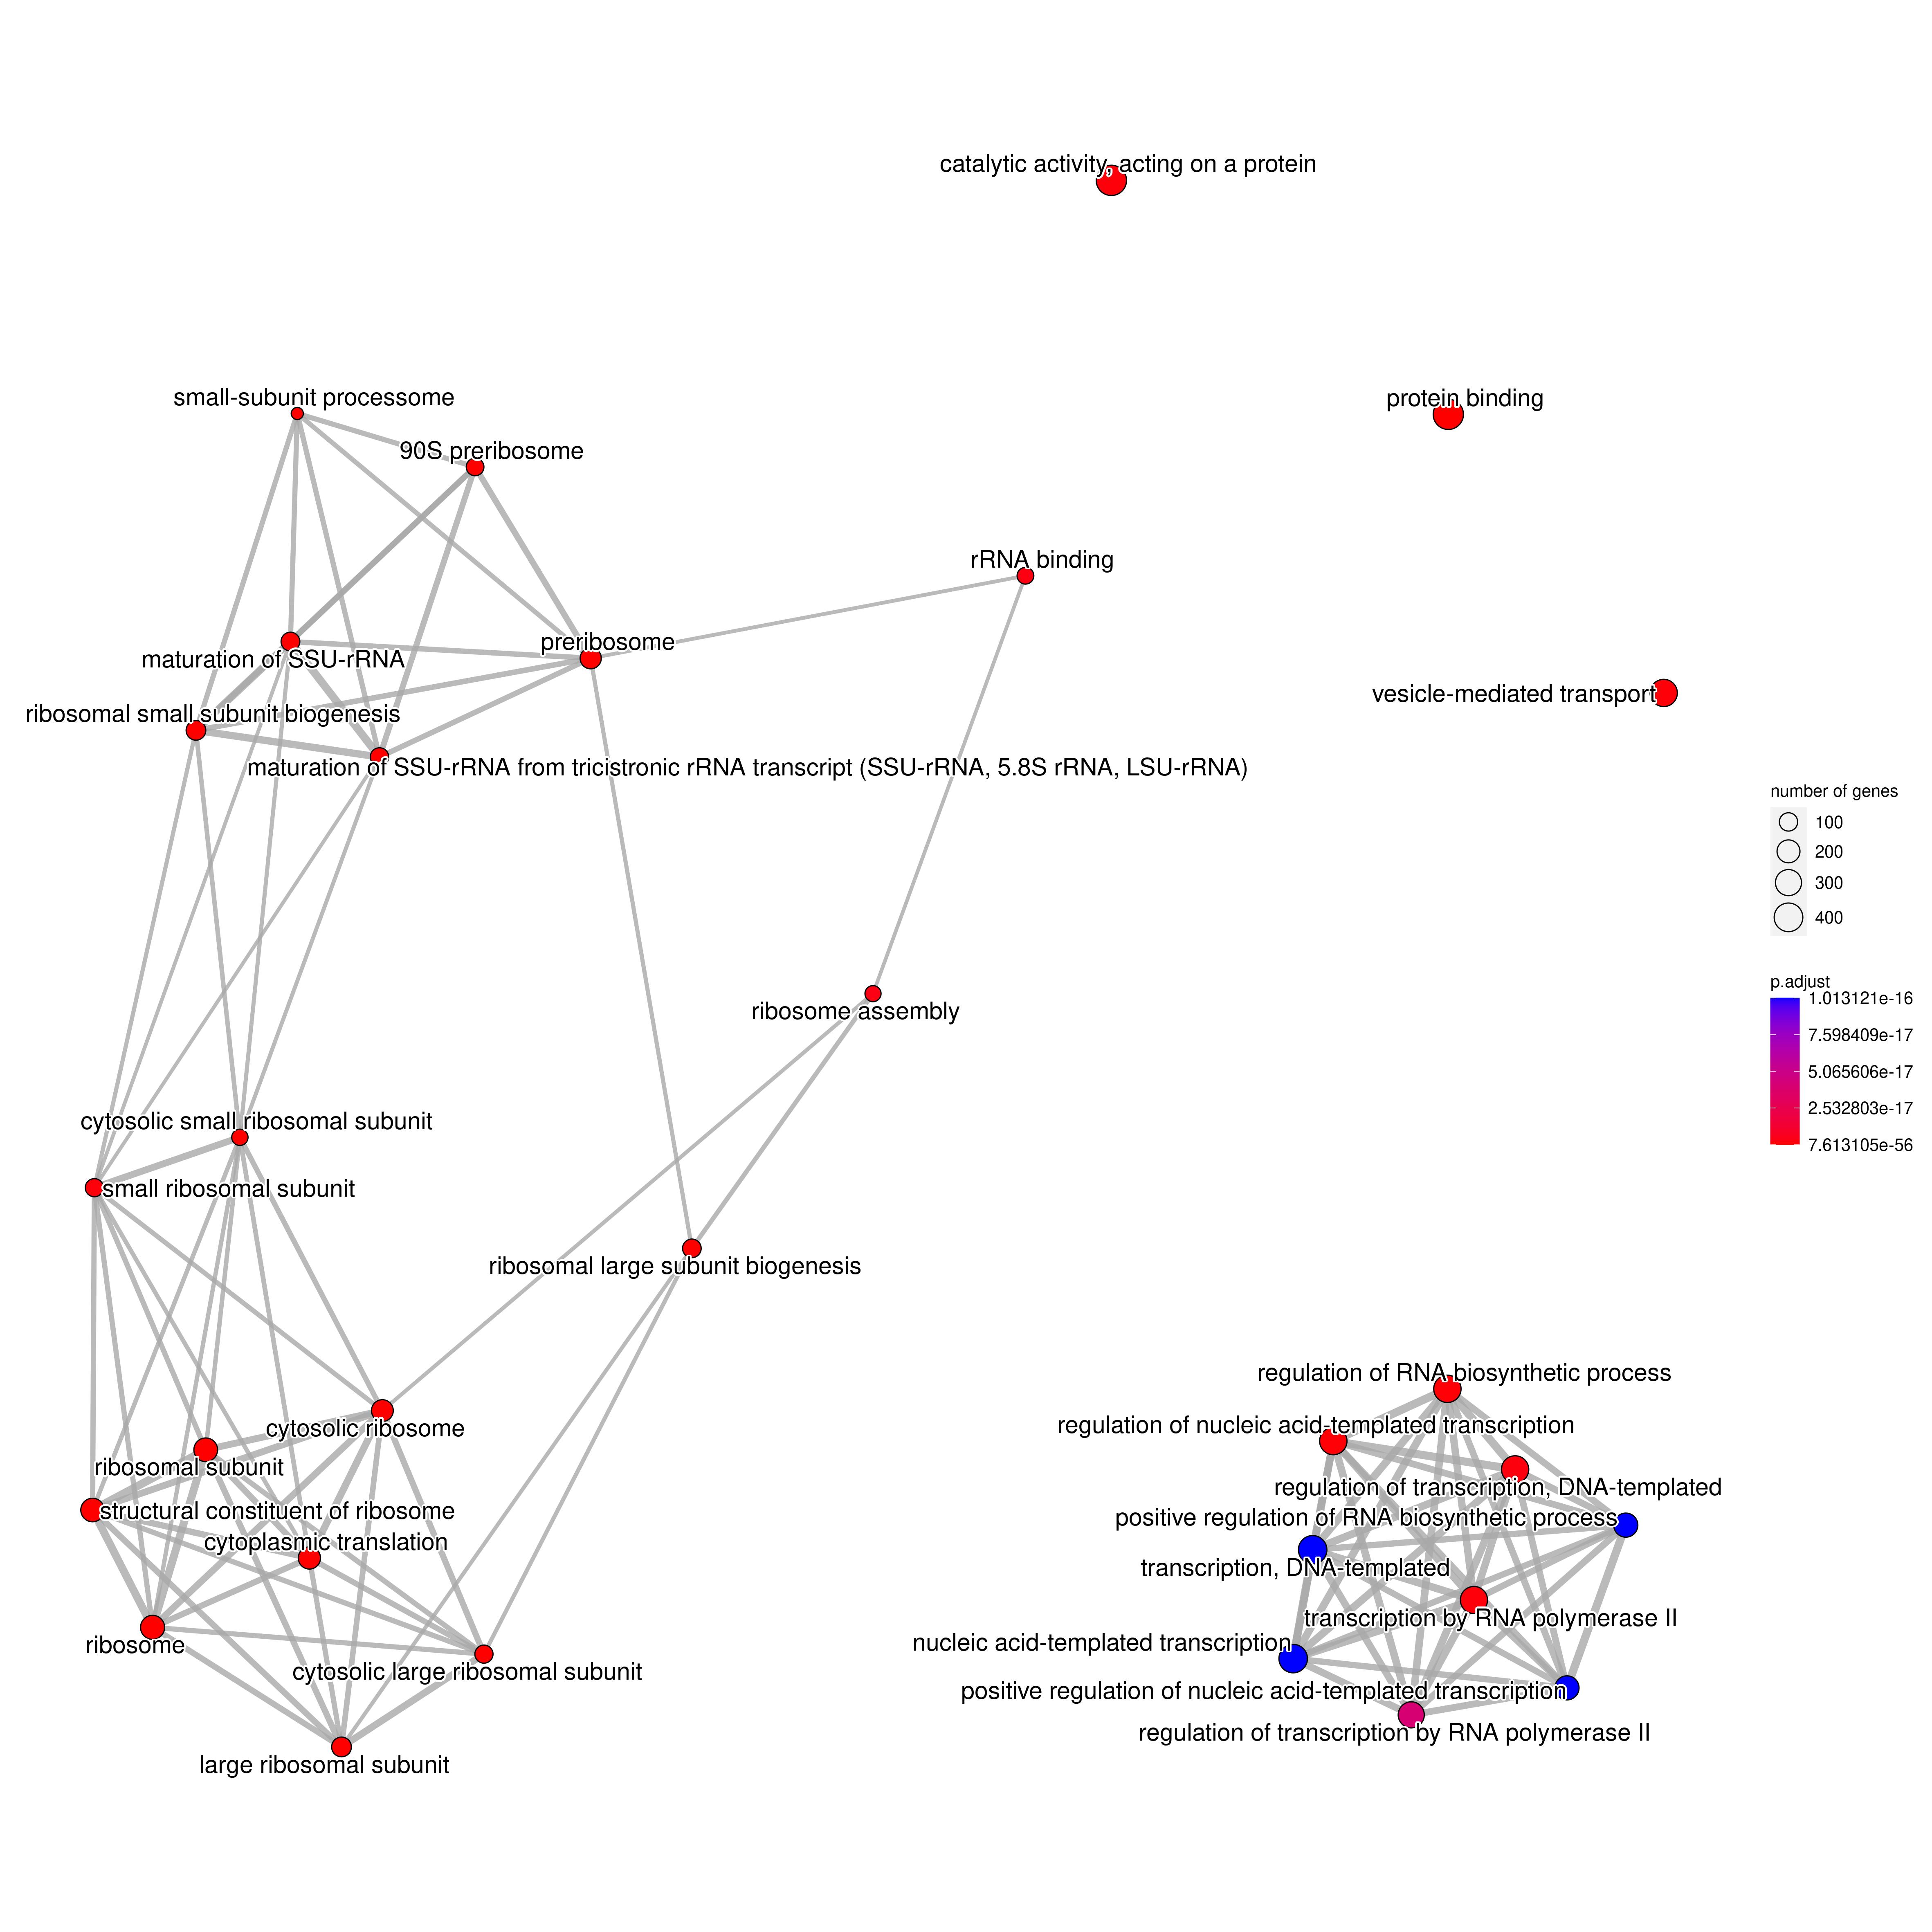 catalytic activity, acting on a protein
small-subunit processome
protein binding
90S preribosome
rRNA binding
preribosome
maturation of SSU-rRNA
vesicle-mediated transport
ribosomal small subunit biogenesis
maturation of SSU-rRNA from tricistronic rRNA transcript (SSU-rRNA, 5.8S rRNA, LSU-rRNA)
number of genes
100
200
300
400
p.adjust
1.013121e-16
7.598409e-17
5.065606e-17
2.532803e-17
7.613105e-56
ribosome assembly
cytosolic small ribosomal subunit
small ribosomal subunit
ribosomal large subunit biogenesis
regulation of RNA biosynthetic process
regulation of nucleic acid-templated transcription
cytosolic ribosome
ribosomal subunit
regulation of transcription, DNA-templated
structural constituent of ribosome
positive regulation of RNA biosynthetic process
cytoplasmic translation
transcription, DNA-templated
transcription by RNA polymerase II
ribosome
nucleic acid-templated transcription
cytosolic large ribosomal subunit
positive regulation of nucleic acid-templated transcription
regulation of transcription by RNA polymerase II
large ribosomal subunit